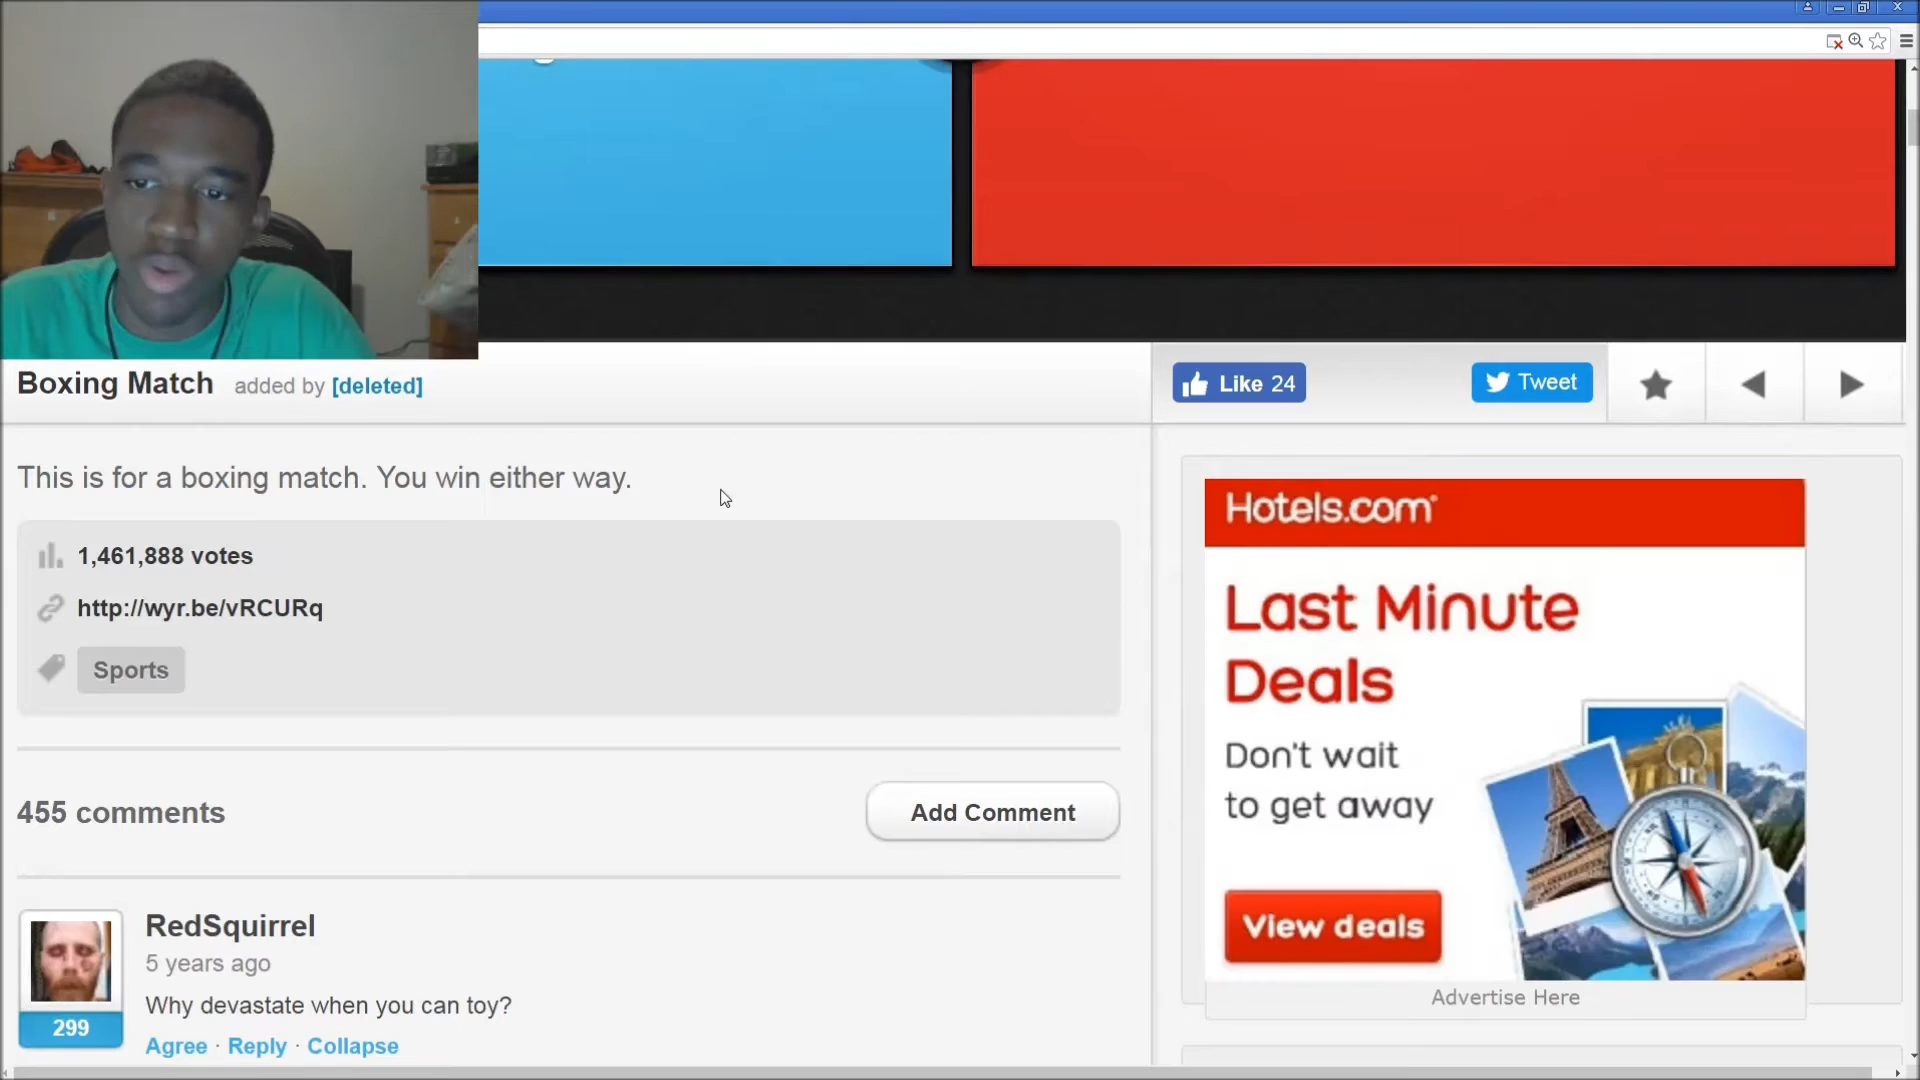 Boxing Match added by [deleted]
Like 24
Tweet
This is for a boxing match. You win either way.
1,461,888 votes
http://wyr.be/vRCURq
Sports
455 comments
Add Comment
RedSquirrel
5 years ago
Why devastate when you can toy?
299
Agree · Reply · Collapse
Hotels.com
Last Minute
Deals
Don't wait
to get away
View deals
Advertise Here